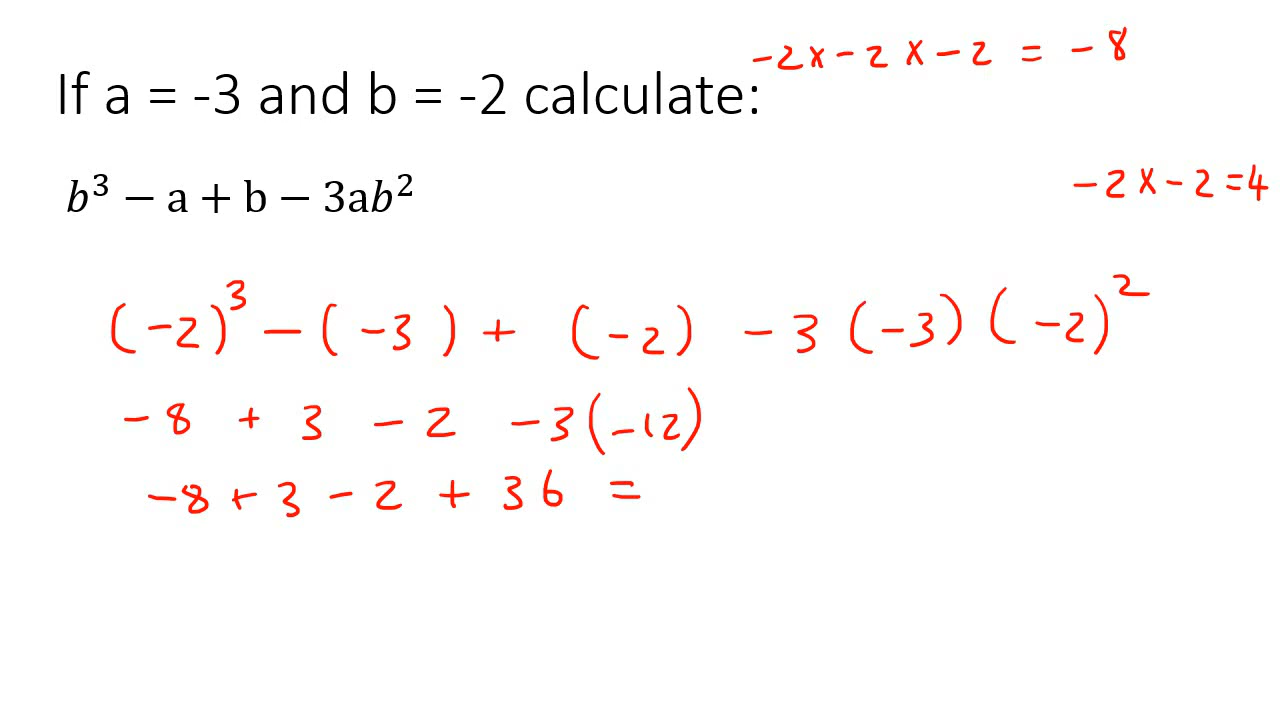 -2x-2x-2 = -8
If a = -3 and b = -2 calculate:
b³ − a + b − 3ab²
-2x-2=4
(-2)³ - (-3) + (-2) - 3(-3)(-2)²
-8 + 3 - 2 - 3(-12)
-8 + 3 - 2 + 36 =